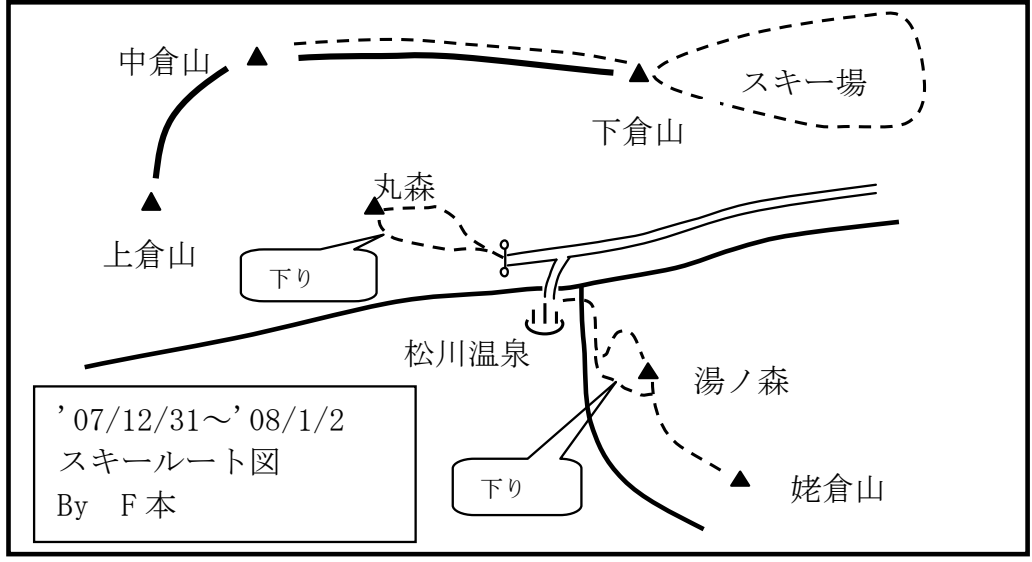 中倉山
スキー場
下倉山
丸森
上倉山
下り
松川温泉
湯ノ森
'07/12/31～'08/1/2
スキールート図
By　F本
下り
姥倉山